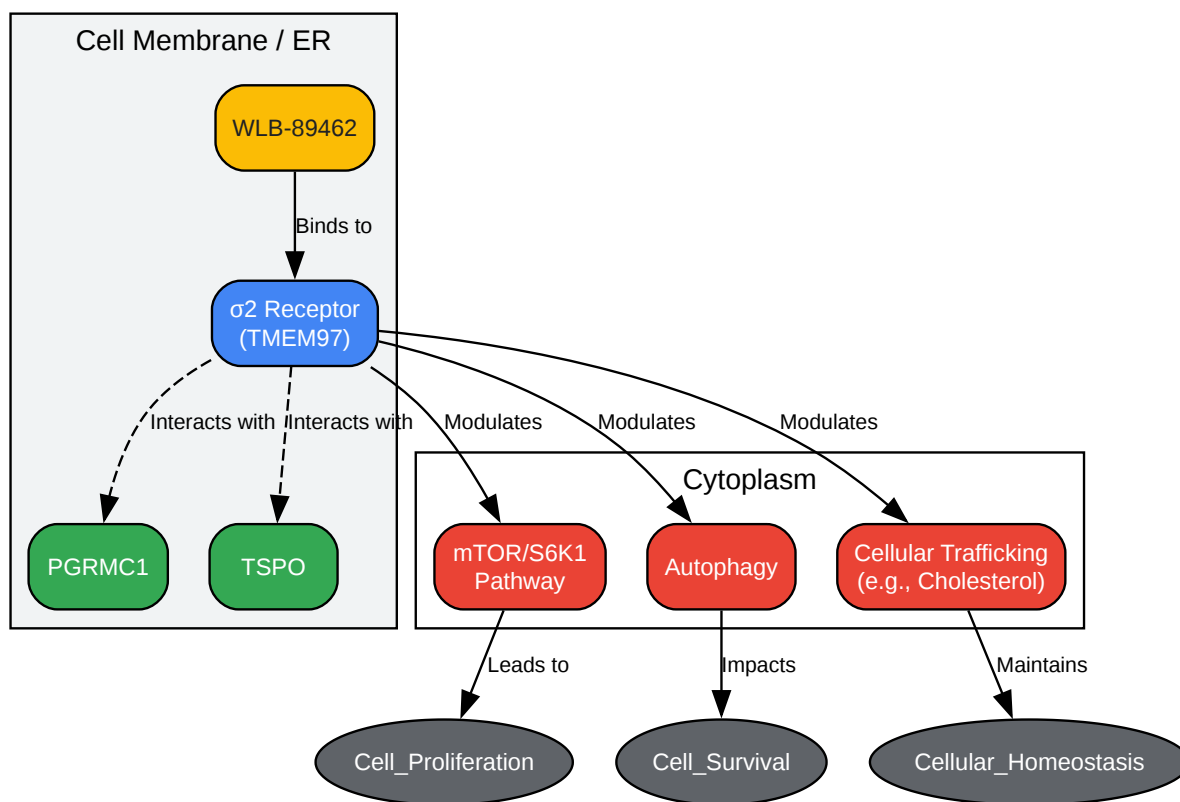 Cell Membrane / ER
WLB-89462
Binds to
σ2 Receptor
(TMEM97)
Interacts with
Interacts with
Modulates
Modulates
Modulates
Cytoplasm
PGRMC1
TSPO
mTOR/S6K1
Pathway
Autophagy
Cellular Trafficking
(e.g., Cholesterol)
Leads to
Impacts
Maintains
Cell_Proliferation
Cell_Survival
Cellular_Homeostasis